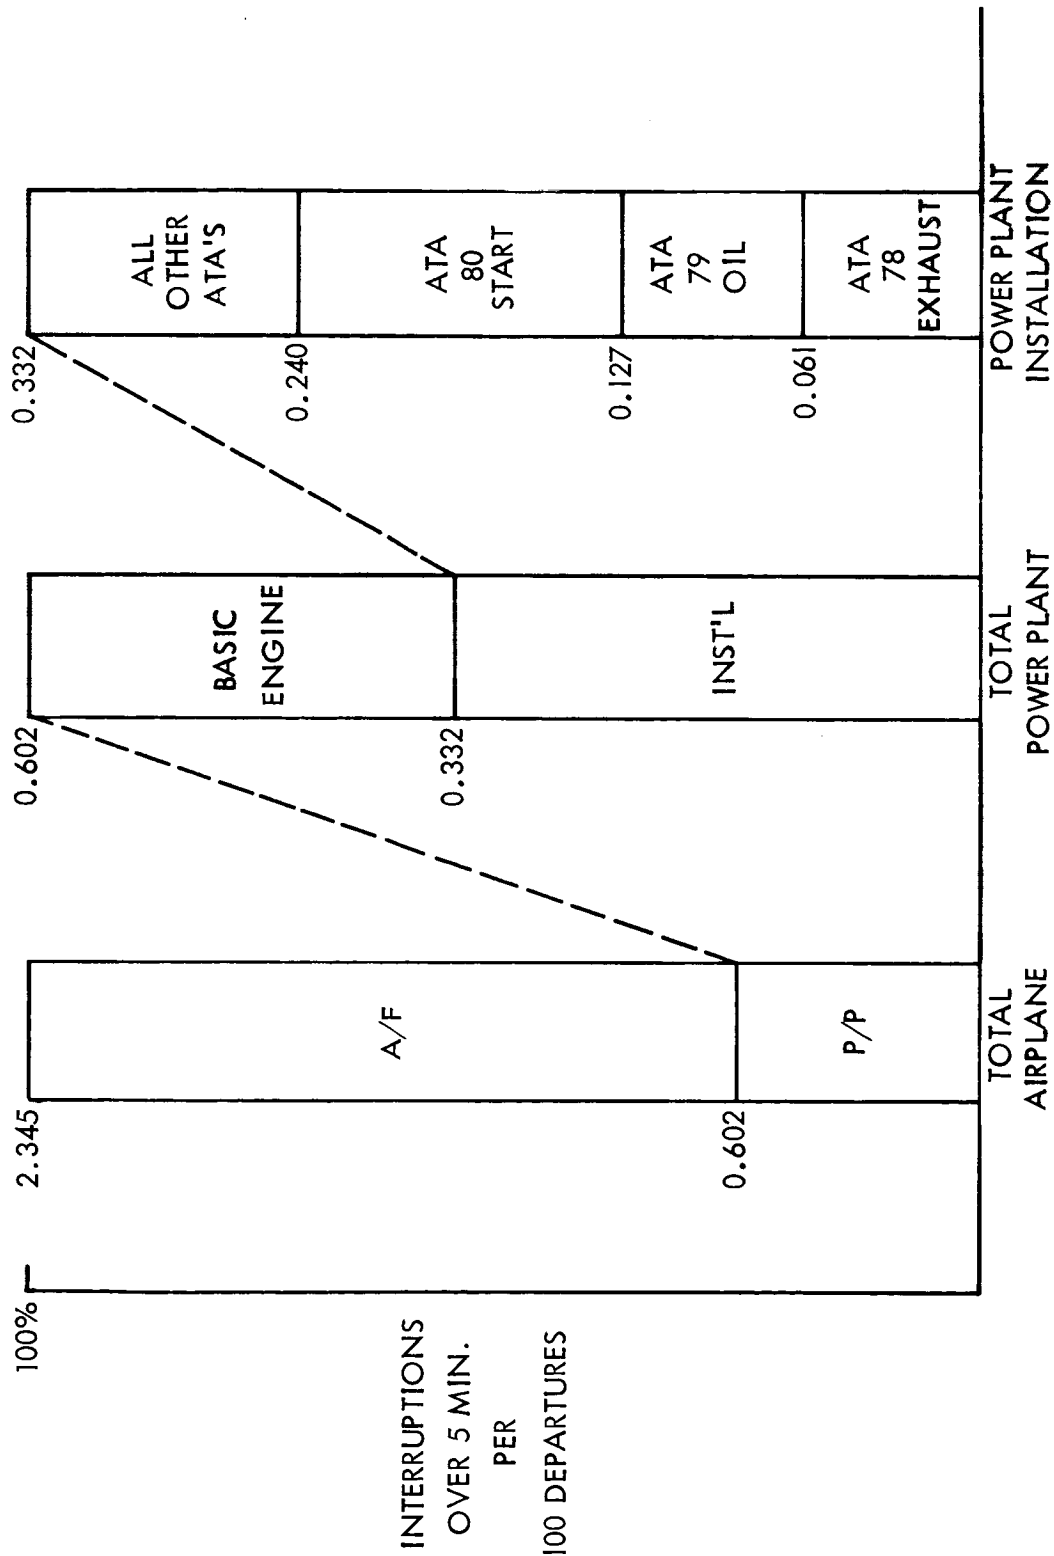 100%
INTERRUPTIONS
OVER 5 MIN.
PER
100 DEPARTURES
2.345
A/F
0.602
P/P
TOTAL
AIRPLANE
0.602
BASIC
ENGINE
0.332
INST'L
TOTAL
POWER PLANT
0.332
ALL
OTHER
ATA'S
0.240
ATA
80
START
0.127
ATA
79
OIL
0.061
ATA
78
EXHAUST
POWER PLANT
INSTALLATION